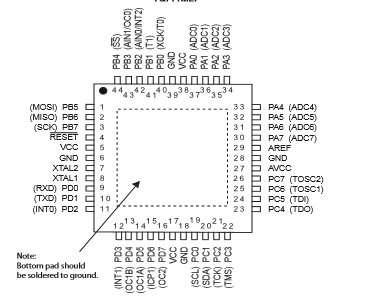 PB4 (SS)
PB3 (AIN1/OC0)
PB2 (AIN0/INT2)
PB1 (T1)
PB0 (XCK/T0)
GND
VCC
PA0 (ADC0)
PA1 (ADC1)
PA2 (ADC2)
PA3 (ADC3)
44 43 42 41 40 39 38 37 36 35 34
(MOSI) PB5 1
(MISO) PB6 2
(SCK) PB7 3
RESET 4
VCC 5
GND 6
XTAL2 7
XTAL1 8
(RXD) PD0 9
(TXD) PD1 10
(INT0) PD2 11
33 PA4 (ADC4)
32 PA5 (ADC5)
31 PA6 (ADC6)
30 PA7 (ADC7)
29 AREF
28 GND
27 AVCC
26 PC7 (TOSC2)
25 PC6 (TOSC1)
24 PC5 (TDI)
23 PC4 (TDO)
12 13 14 15 16 17 18 19 20 21 22
(INT1) PD3
(OC1B) PD4
(OC1A) PD5
(ICP1) PD6
(OC2) PD7
VCC
GND
(SCL) PC0
(SDA) PC1
(TCK) PC2
(TMS) PC3
Note:
Bottom pad should
be soldered to ground.